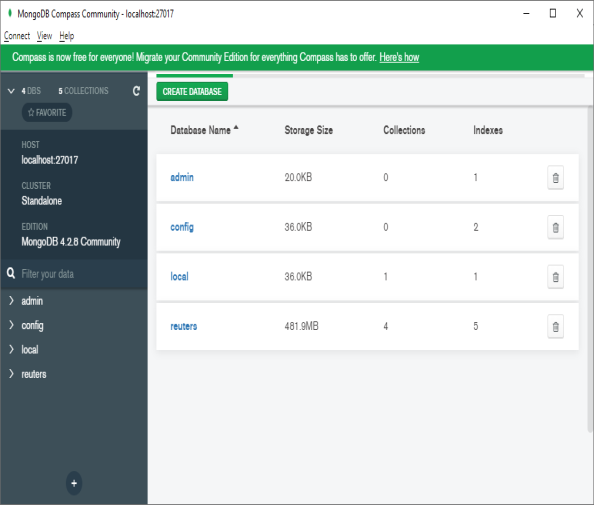 MongoDB Compass Community - localhost:27017
Connect View Help
Compass is now free for everyone! Migrate your Community Edition for everything Compass has to offer. Here's how
4 DBS 5 COLLECTIONS
FAVORITE
HOST
localhost:27017
CLUSTER
Standalone
EDITION
MongoDB 4.2.8 Community
Filter your data
admin
config
local
reuters
CREATE DATABASE
Database Name Storage Size Collections Indexes
admin 20.0KB 0 1
config 36.0KB 0 2
local 36.0KB 1 1
reuters 481.9MB 4 5